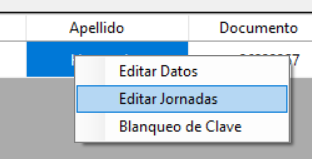 Apellido Documento
Editar Datos
Editar Jornadas
Blanqueo de Clave